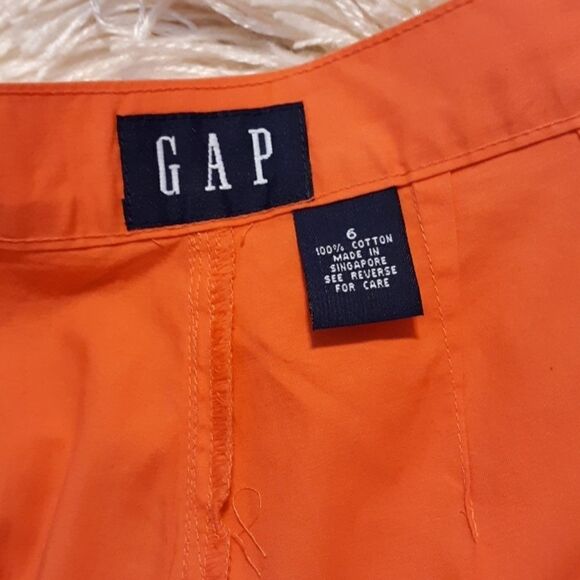 GAP
6
100% COTTON
MADE IN
SINGAPORE
SEE REVERSE
FOR CARE